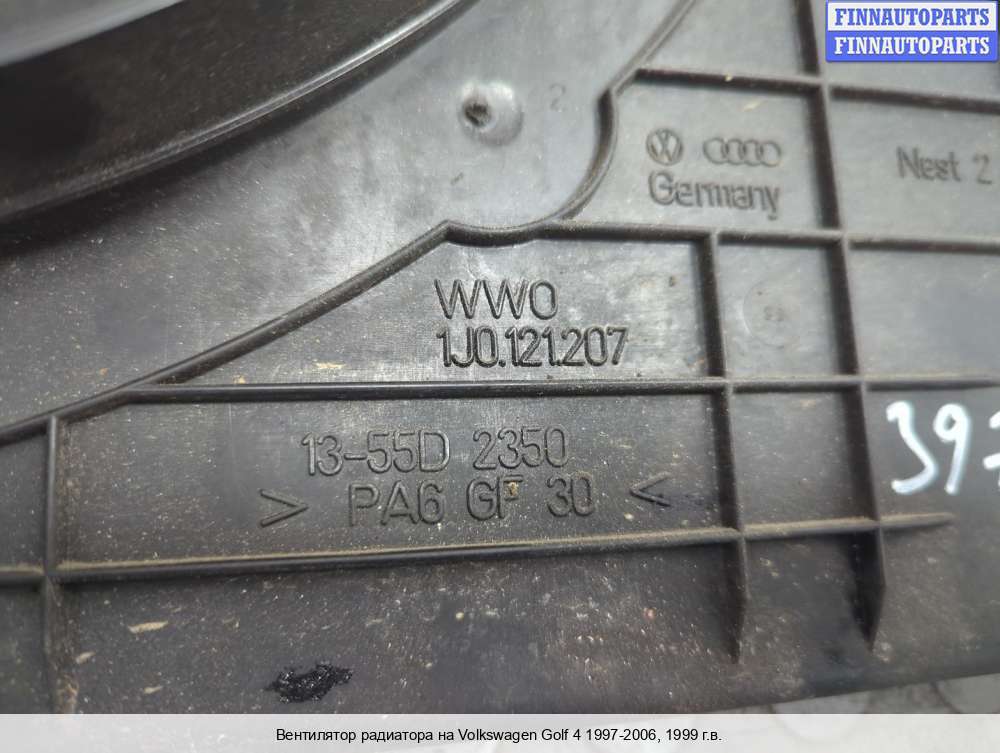 FINNAUTOPARTS
FINNAUTOPARTS
2
Germany
Nest 2
WWO
1J0.121.207
397
13-55D 2350
> PA6 GF 30 <
Вентилятор радиатора на Volkswagen Golf 4 1997-2006, 1999 г.в.